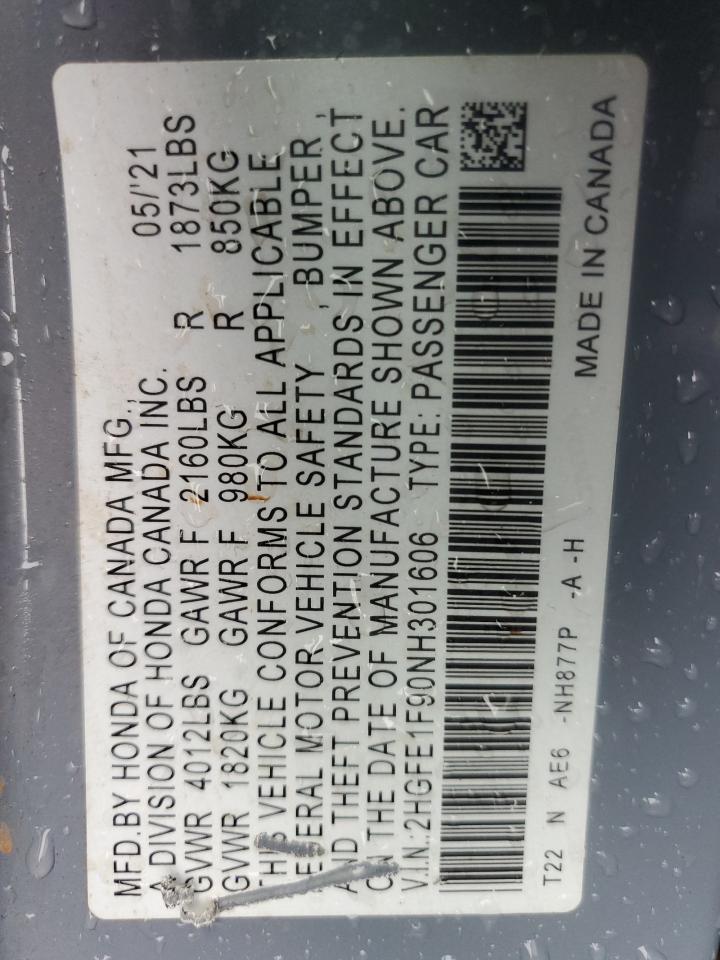 MFD.BY HONDA OF CANADA MFG., 05/'21
A DIVISION OF HONDA CANADA INC.
GVWR 4012LBS GAWR F 2160LBS R 1873LBS
GVWR 1820KG GAWR F 980KG R 850KG
THIS VEHICLE CONFORMS TO ALL APPLICABLE
FEDERAL MOTOR VEHICLE SAFETY , BUMPER ,
AND THEFT PREVENTION STANDARDS IN EFFECT
ON THE DATE OF MANUFACTURE SHOWN ABOVE.
V.I.N.:2HGFE1F90NH301606 TYPE: PASSENGER CAR
T22 N AE6 -NH877P -A -H
MADE IN CANADA